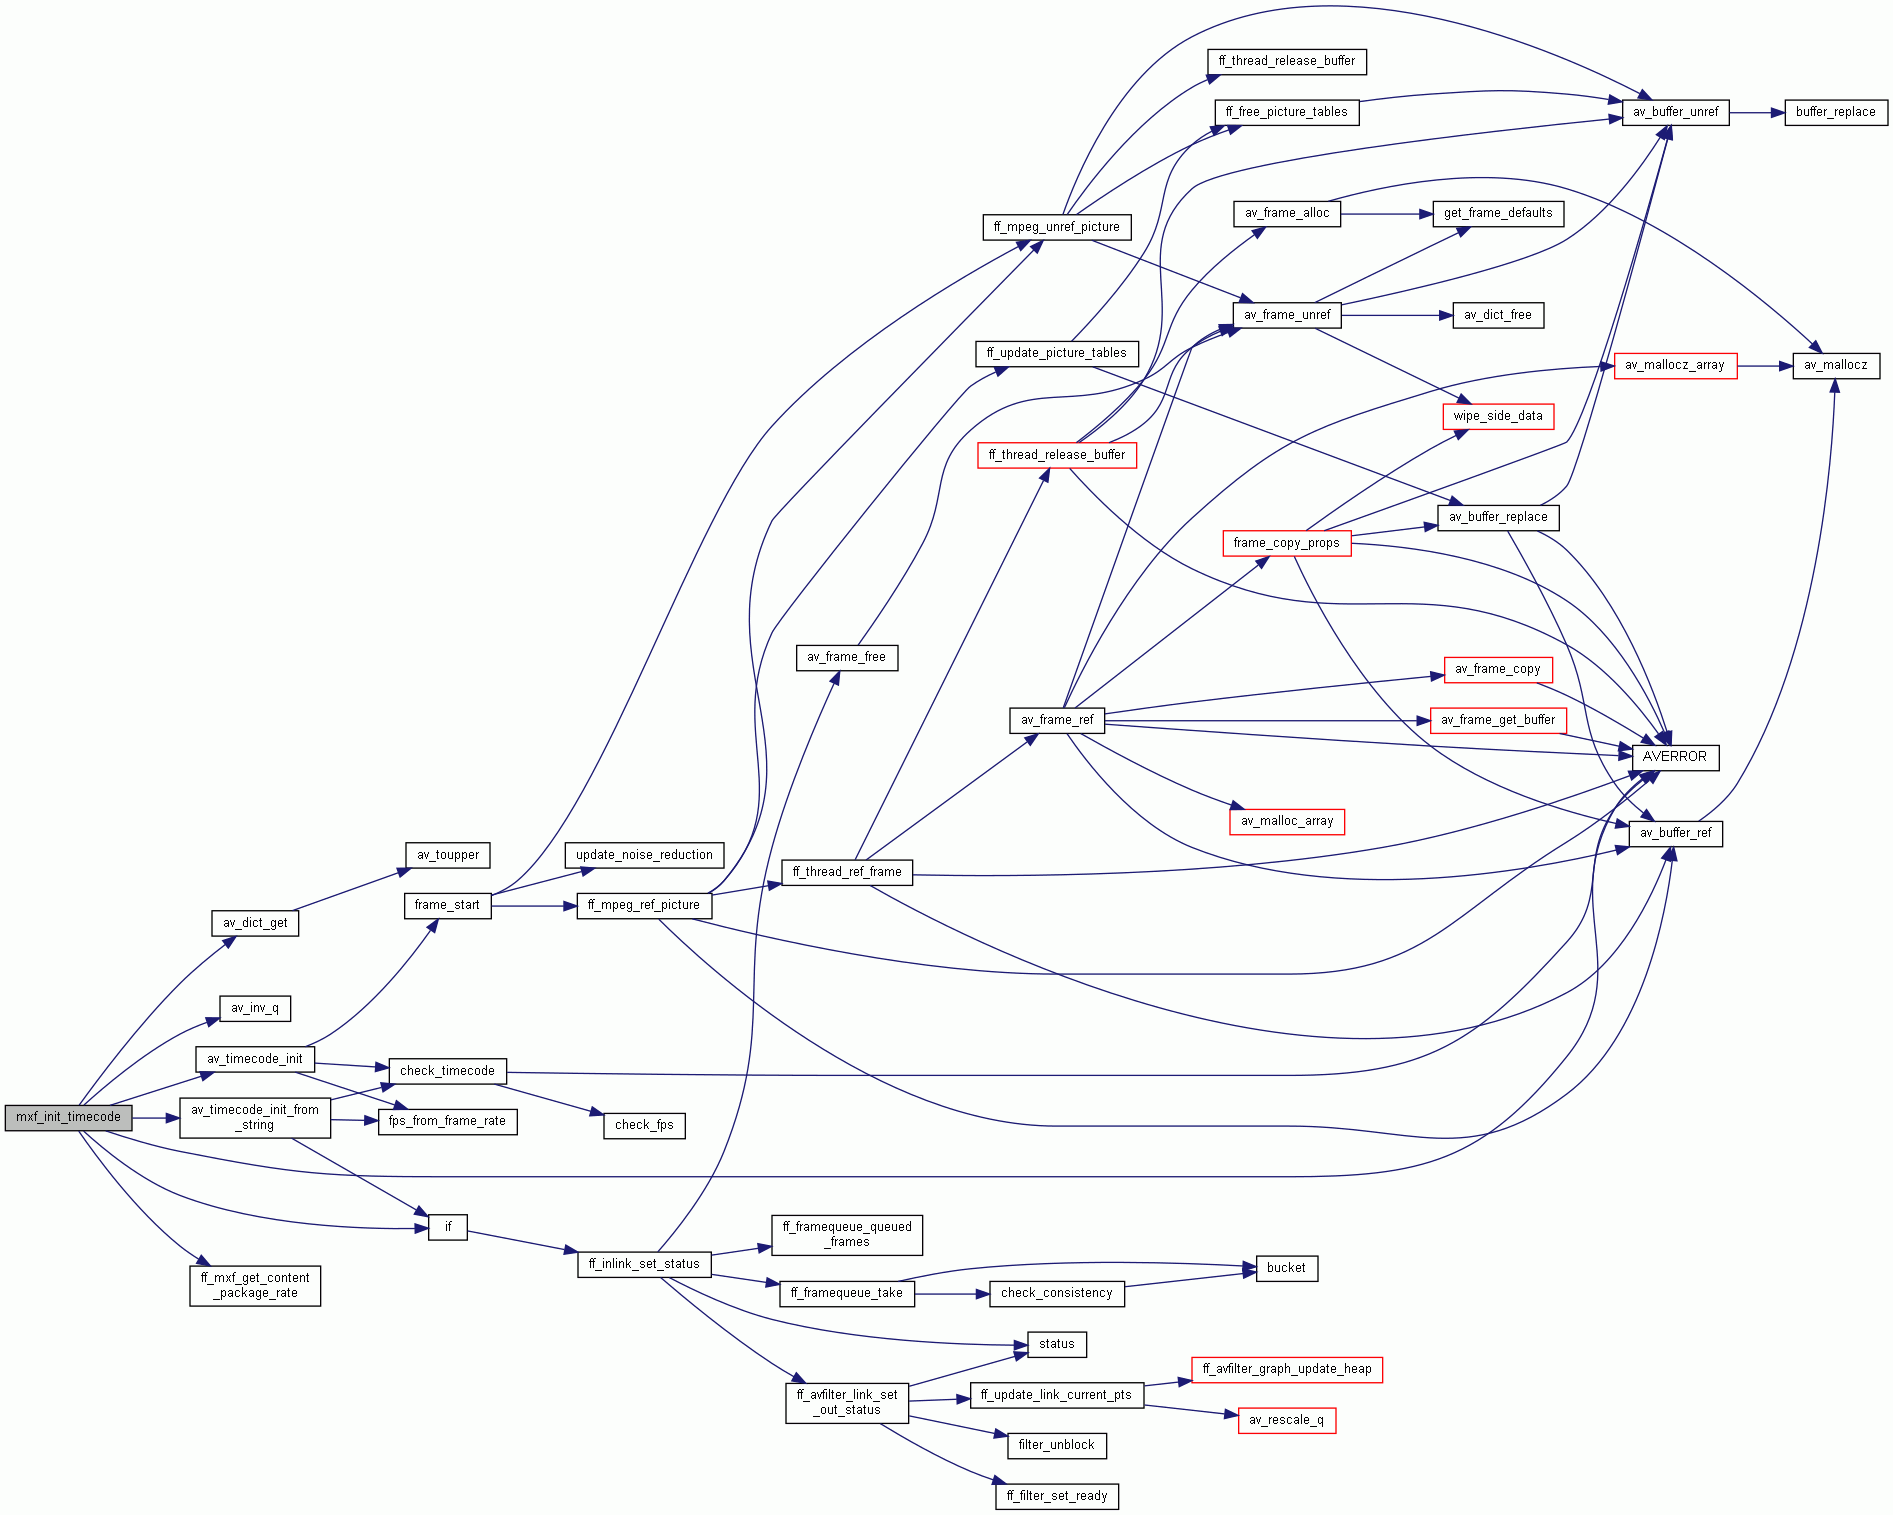 ff_thread_release_buffer
ff_free_picture_tables
av_buffer_unref
buffer_replace
av_frame_alloc
get_frame_defaults
ff_mpeg_unref_picture
av_frame_unref
av_dict_free
ff_update_picture_tables
av_mallocz_array
av_mallocz
wipe_side_data
ff_thread_release_buffer
av_buffer_replace
frame_copy_props
av_frame_free
av_frame_copy
av_frame_ref
av_frame_get_buffer
AVERROR
av_malloc_array
av_buffer_ref
av_toupper
update_noise_reduction
ff_thread_ref_frame
frame_start
ff_mpeg_ref_picture
av_dict_get
av_inv_q
av_timecode_init
check_timecode
mxf_init_timecode
av_timecode_init_from
_string
fps_from_frame_rate
check_fps
if
ff_framequeue_queued
_frames
ff_inlink_set_status
bucket
ff_mxf_get_content
_package_rate
ff_framequeue_take
check_consistency
status
ff_avfilter_graph_update_heap
ff_avfilter_link_set
_out_status
ff_update_link_current_pts
av_rescale_q
filter_unblock
ff_filter_set_ready